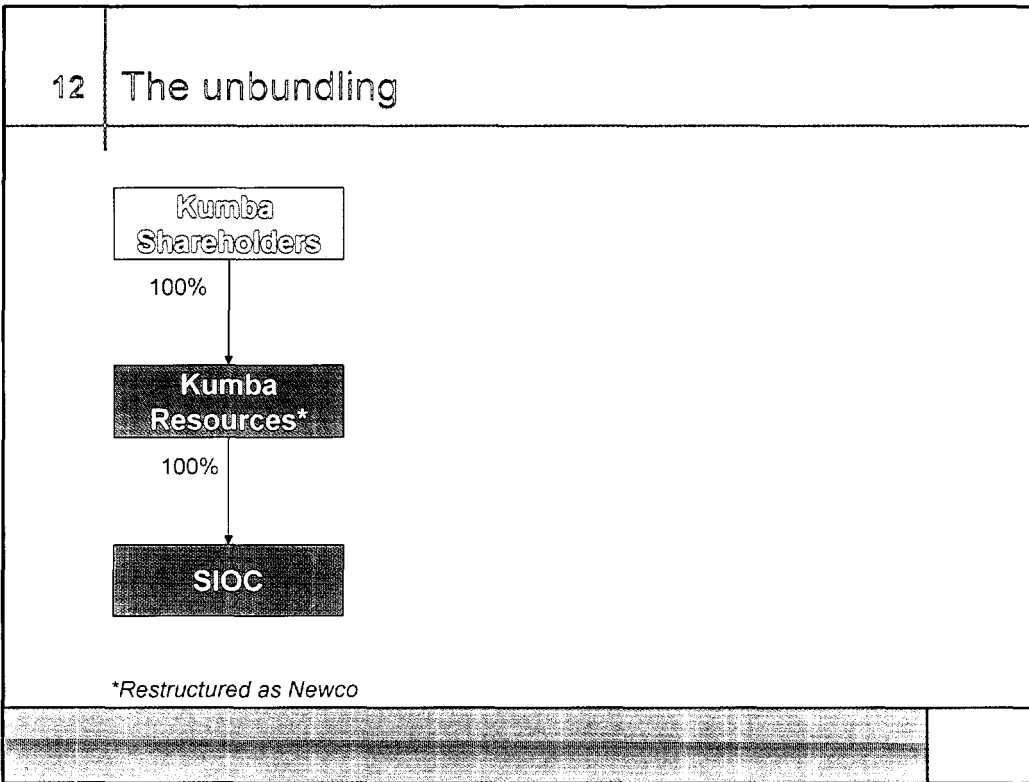 12 The unbundling
Kumba
Shareholders
100%
Kumba
Resources*
100%
SIOC
*Restructured as Newco